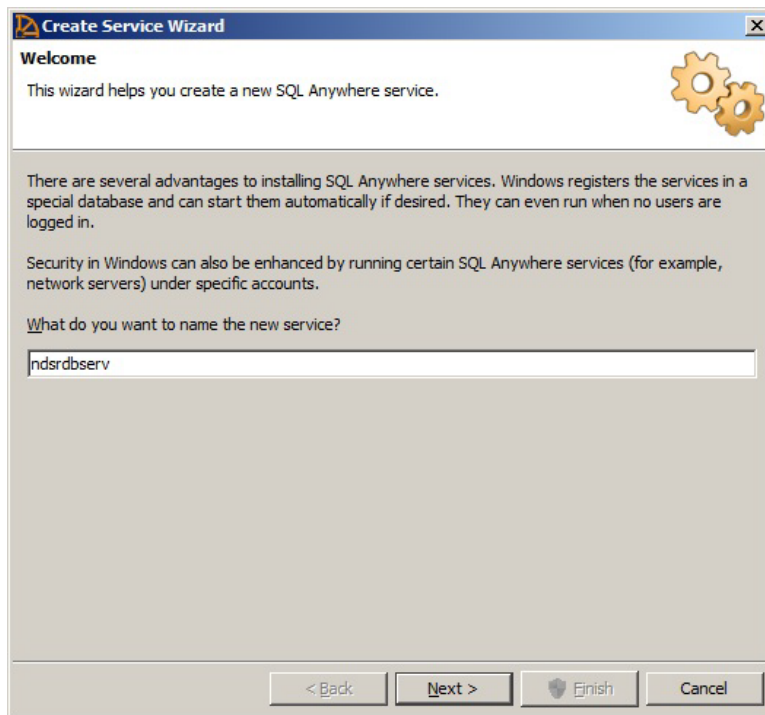 Create Service Wizard
Welcome
This wizard helps you create a new SQL Anywhere service.
There are several advantages to installing SQL Anywhere services. Windows registers the services in a
special database and can start them automatically if desired. They can even run when no users are
logged in.
Security in Windows can also be enhanced by running certain SQL Anywhere services (for example,
network servers) under specific accounts.
What do you want to name the new service?
ndsrdbserv
< Back Next > Finish Cancel